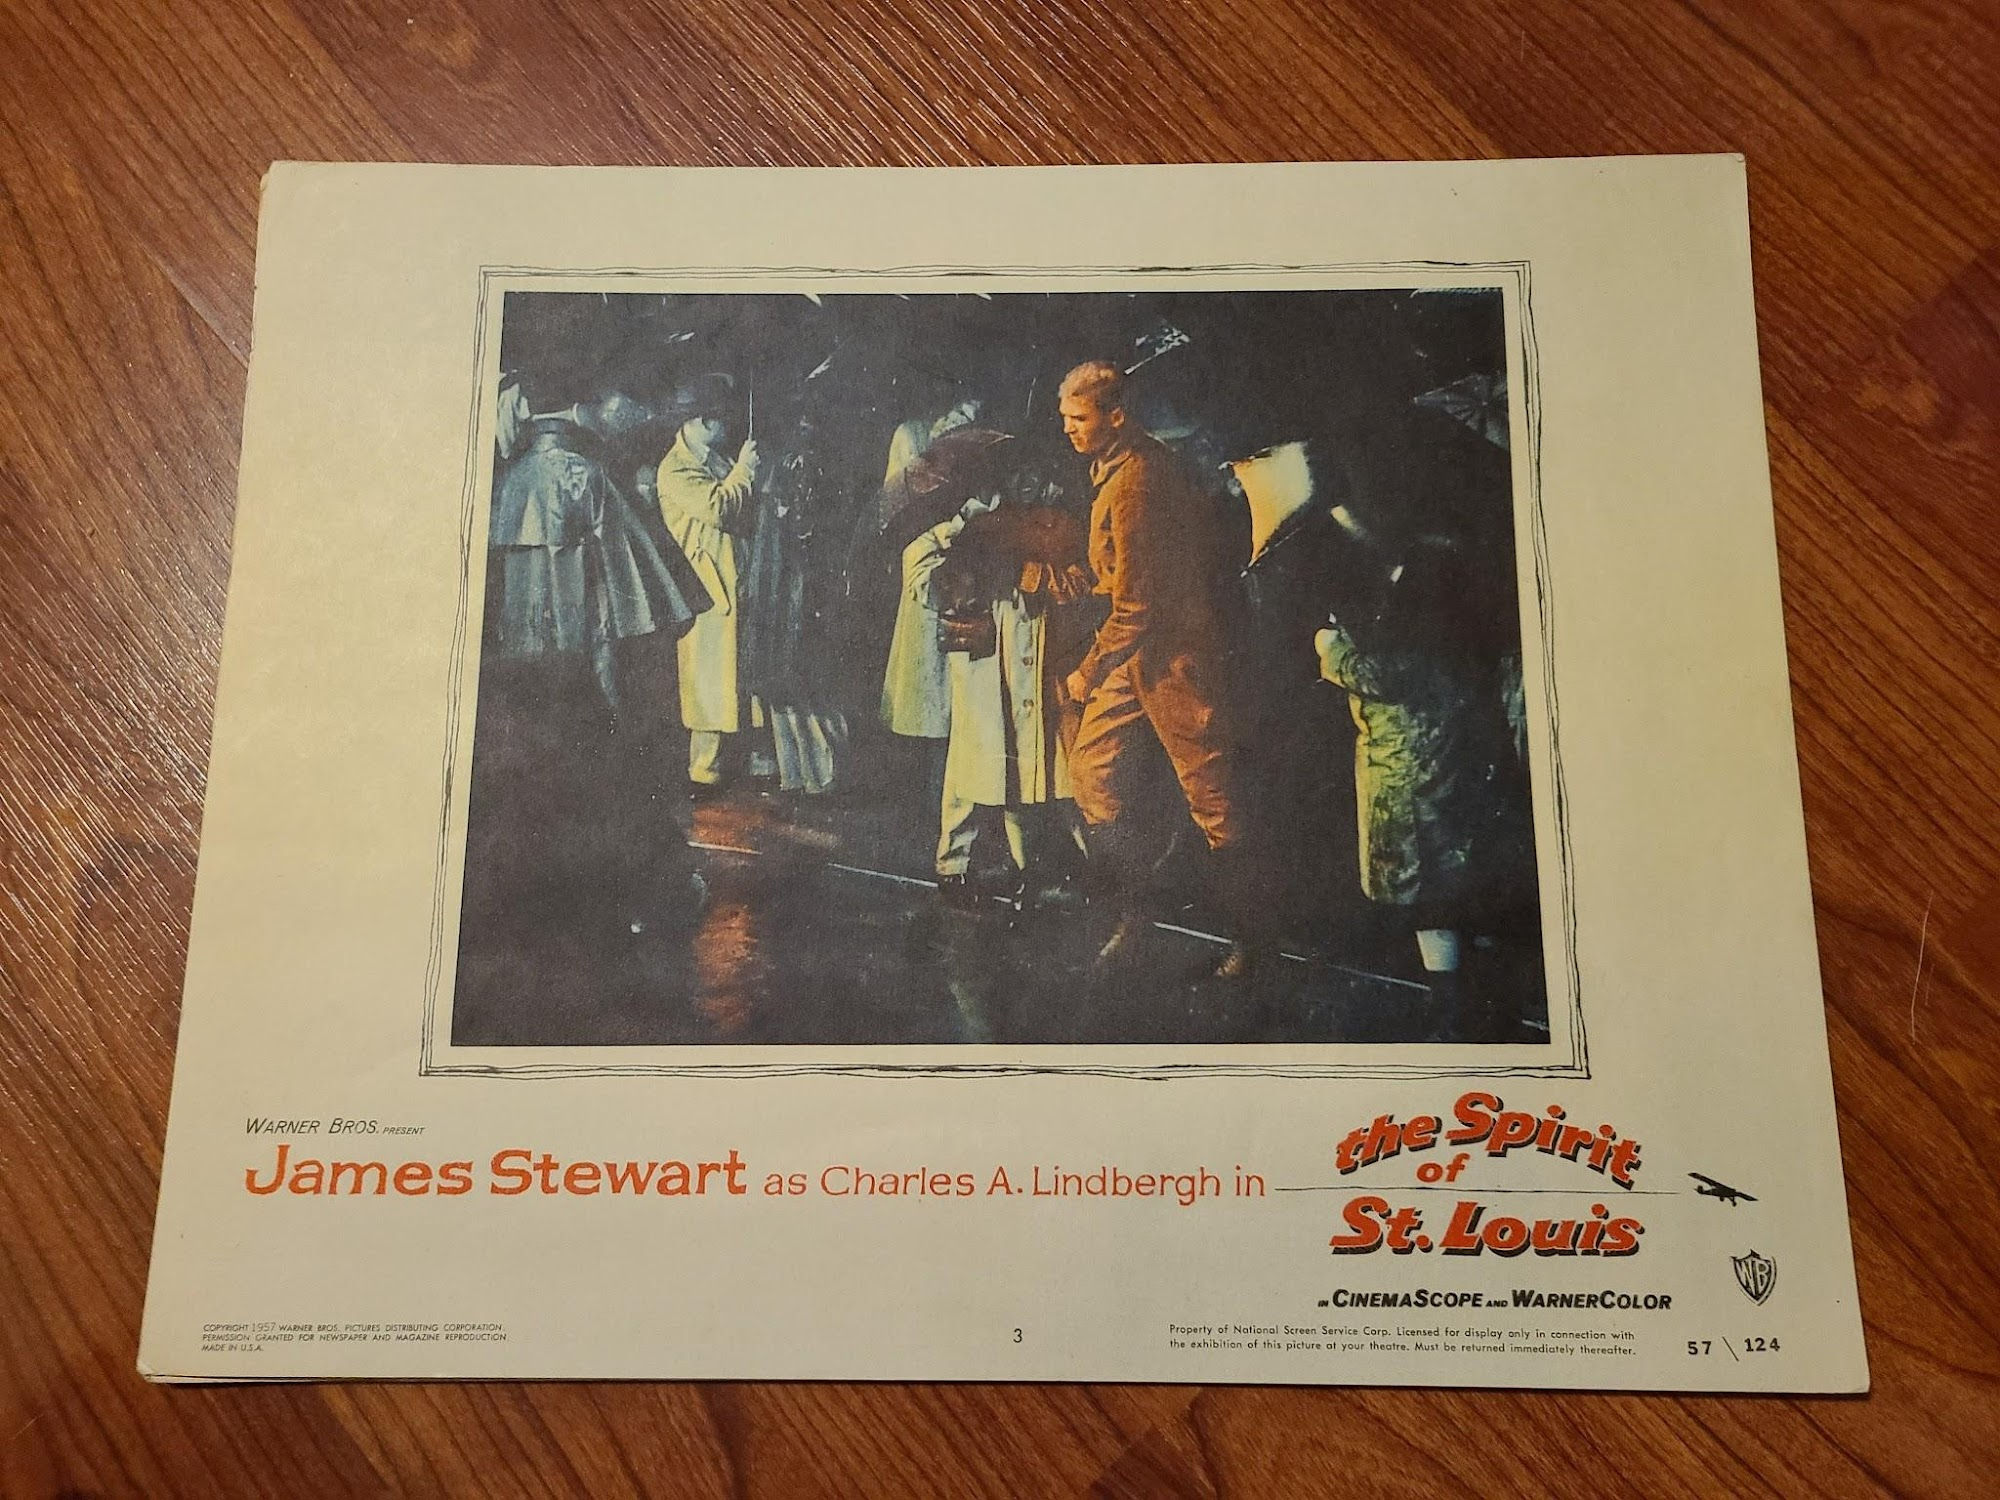 WARNER BROS. PRESENT
James Stewart as Charles A. Lindbergh in
the Spirit
of
St. Louis
IN CINEMASCOPE AND WARNERCOLOR
WB
COPYRIGHT 1957 WARNER BROS. PICTURES DISTRIBUTING CORPORATION.
PERMISSION GRANTED FOR NEWSPAPER AND MAGAZINE REPRODUCTION
MADE IN U.S.A.
3
Property of National Screen Service Corp. Licensed for display only in connection with
the exhibition of this picture at your theatre. Must be returned immediately thereafter.
57 \ 124